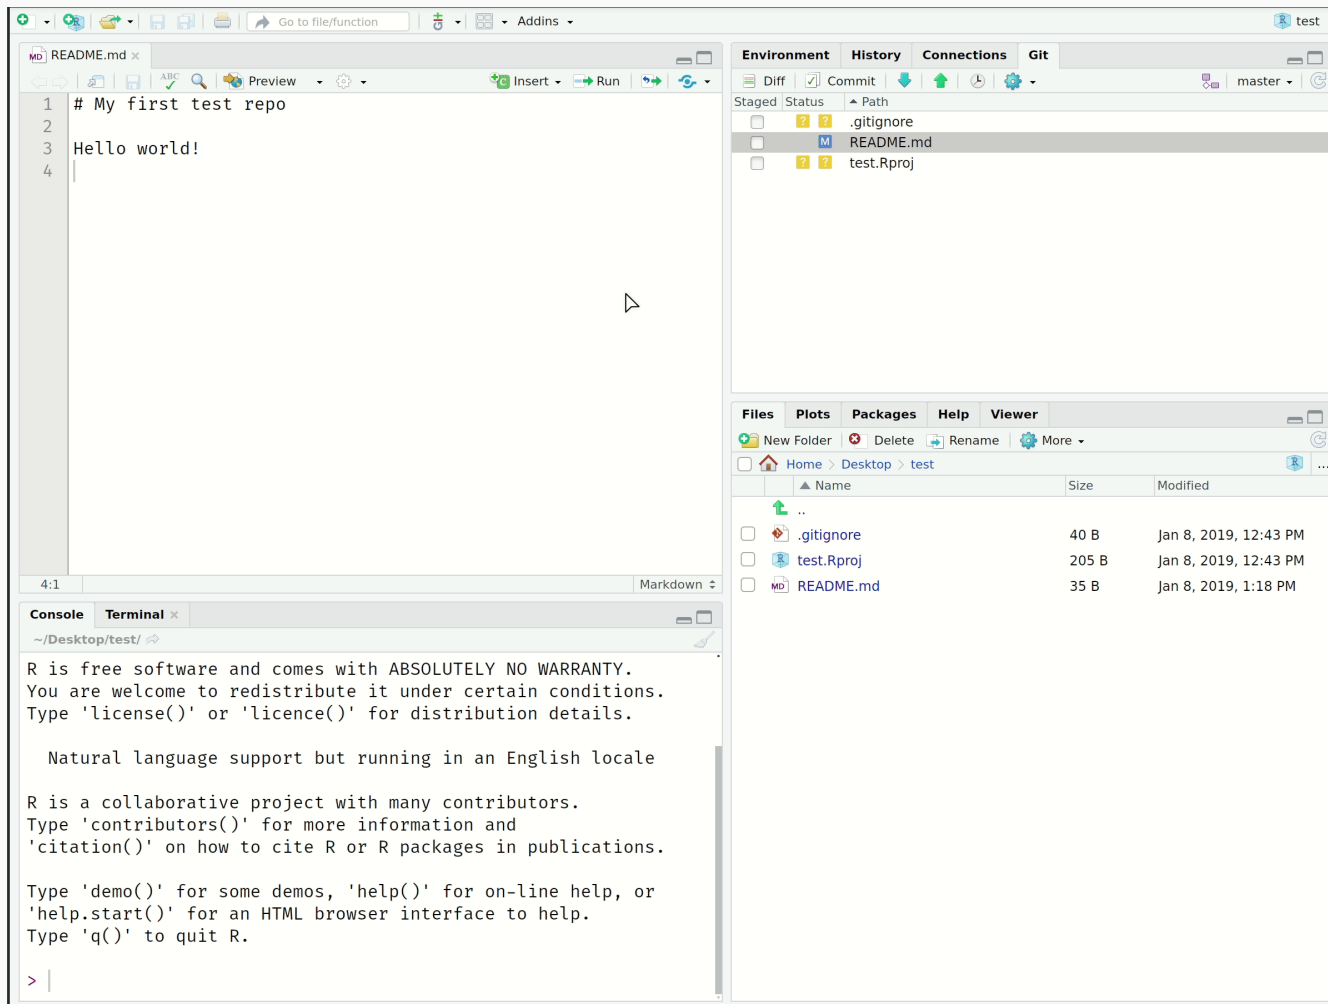 Go to file/function
Addins
test
README.md
ABC
Preview
Insert
Run
1 # My first test repo
2
3 Hello world!
4
4:1
Markdown
Console Terminal
~/Desktop/test/
R is free software and comes with ABSOLUTELY NO WARRANTY.
You are welcome to redistribute it under certain conditions.
Type 'license()' or 'licence()' for distribution details.
Natural language support but running in an English locale
R is a collaborative project with many contributors.
Type 'contributors()' for more information and
'citation()' on how to cite R or R packages in publications.
Type 'demo()' for some demos, 'help()' for on-line help, or
'help.start()' for an HTML browser interface to help.
Type 'q()' to quit R.
>
Environment History Connections Git
Diff Commit master
Staged Status Path
? ? .gitignore
M README.md
? ? test.Rproj
Files Plots Packages Help Viewer
New Folder Delete Rename More
Home > Desktop > test ...
Name Size Modified
..
.gitignore 40 B Jan 8, 2019, 12:43 PM
test.Rproj 205 B Jan 8, 2019, 12:43 PM
MD README.md 35 B Jan 8, 2019, 1:18 PM